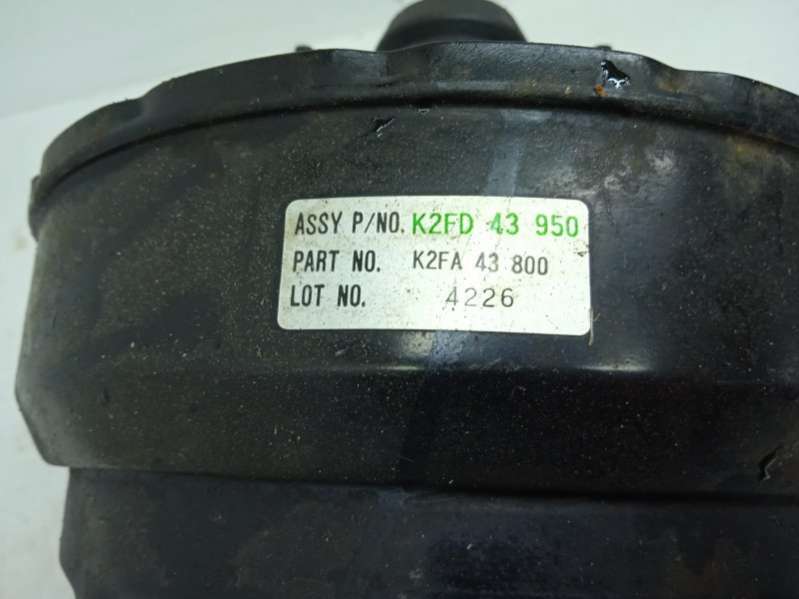 ASSY P/NO. K2FD 43 950
PART NO. K2FA 43 800
LOT NO. 4226